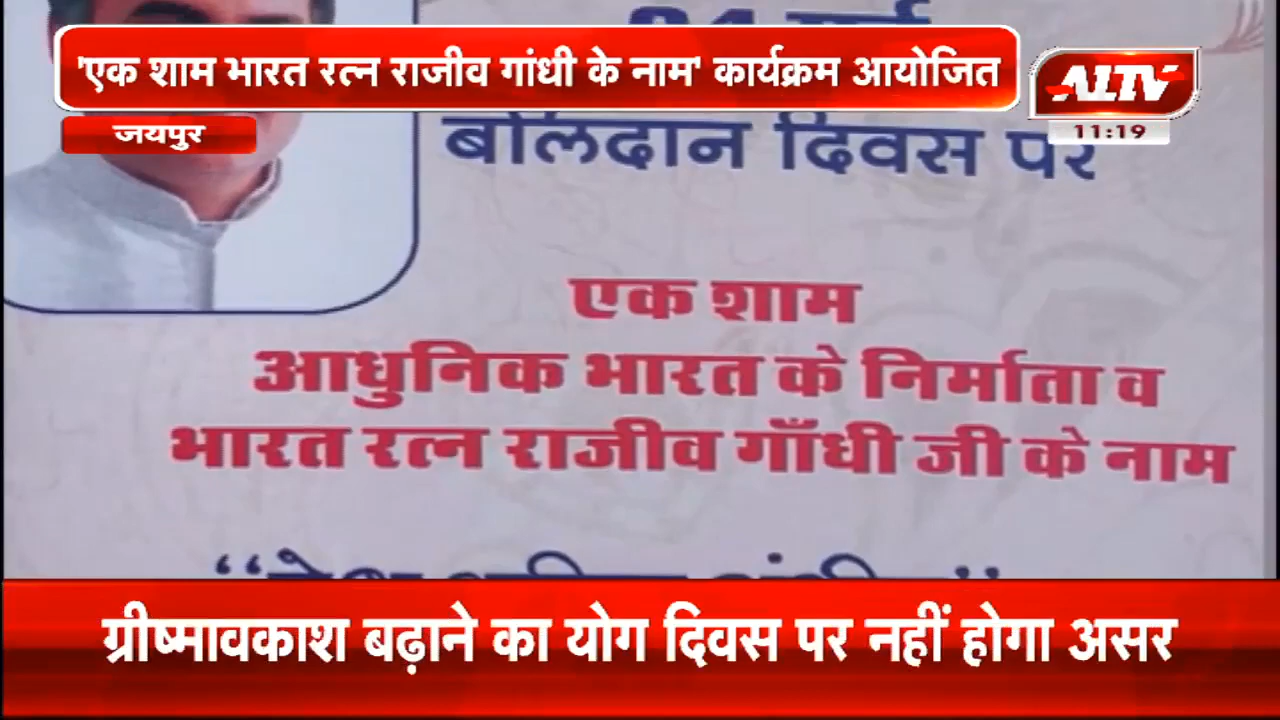 'एक शाम भारत रत्न राजीव गांधी के नाम' कार्यक्रम आयोजित
ALTV
11:19
जयपुर
बलिदान दिवस पर
एक शाम
आधुनिक भारत के निर्माता व
भारत रत्न राजीव गाँधी जी के नाम
ग्रीष्मावकाश बढ़ाने का योग दिवस पर नहीं होगा असर